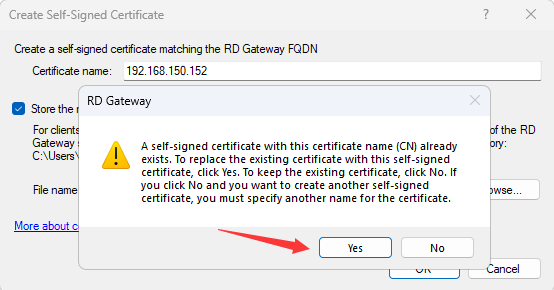 Create Self-Signed Certificate
?
Create a self-signed certificate matching the RD Gateway FQDN
Certificate name:
192.168.150.152
RD Gateway
Store the
For clients
of the RD
Gateway
ory:
C:\Users\
A self-signed certificate with this certificate name (CN) already
exists. To replace the existing certificate with this self-signed
certificate, click Yes. To keep the existing certificate, click No. If
you click No and you want to create another self-signed
certificate, you must specify another name for the certificate.
File name
wse...
More about
Yes
No
OK
Cancel